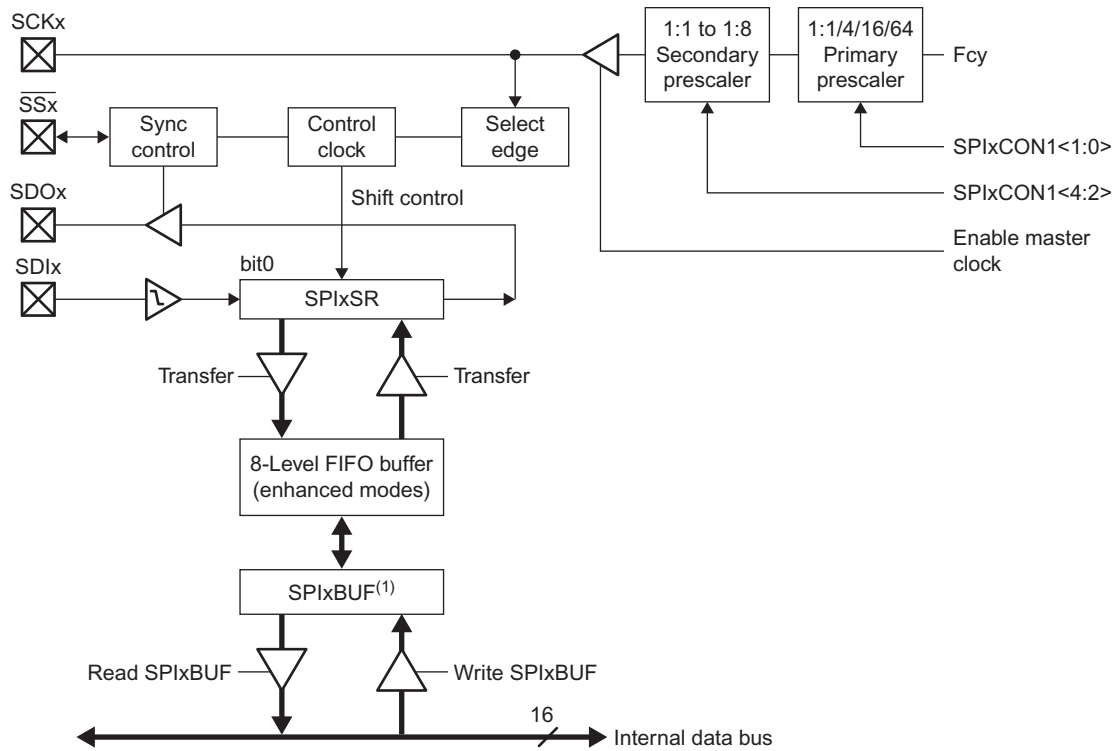 SCKx
1:1 to 1:8
Secondary
prescaler
1:1/4/16/64
Primary
prescaler
Fcy
SSx
Sync
control
Control
clock
Select
edge
SPIxCON1<1:0>
SPIxCON1<4:2>
SDOx
Shift control
Enable master
clock
SDIx
bit0
SPIxSR
Transfer
Transfer
8-Level FIFO buffer
(enhanced modes)
SPIxBUF(1)
Read SPIxBUF
Write SPIxBUF
16
Internal data bus